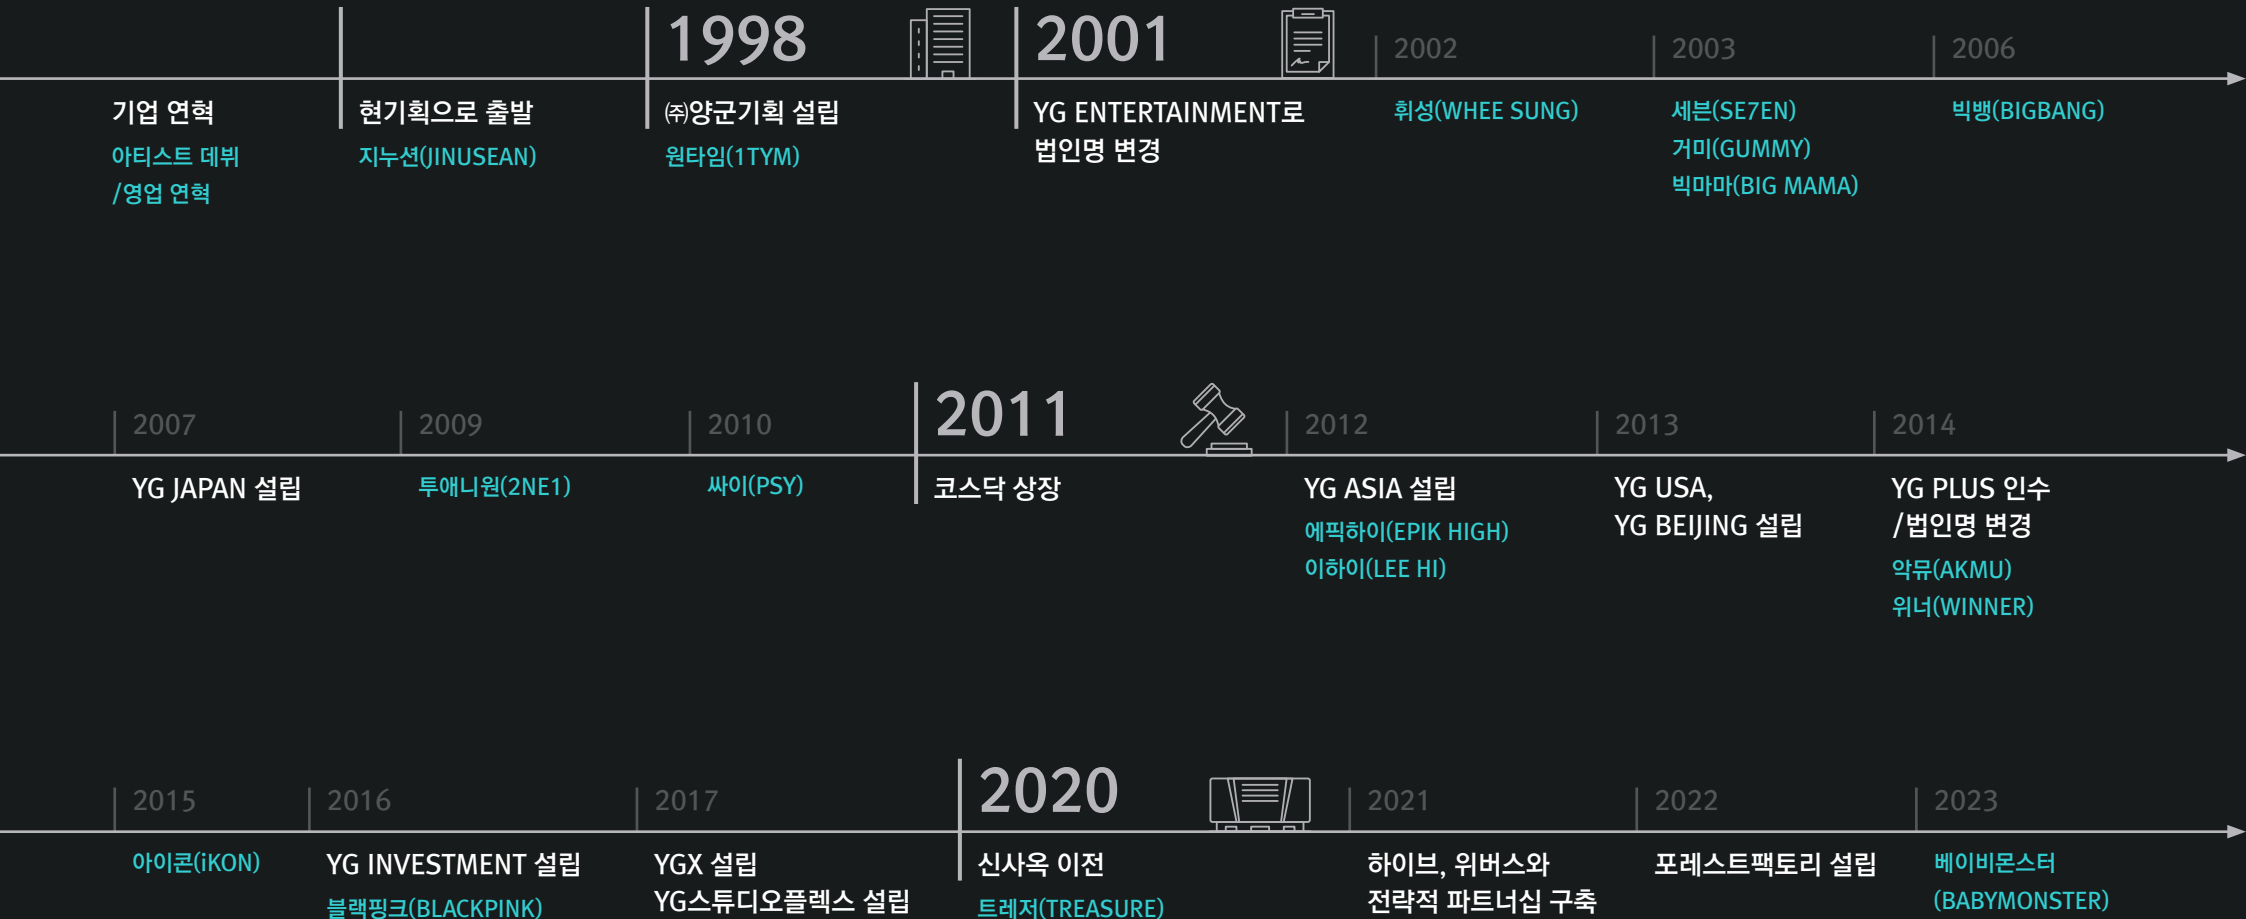 1998
2001
2002
2003
2006
기업 연혁
아티스트 데뷔
/영업 연혁
현기획으로 출발
지누션(JINUSEAN)
㈜양군기획 설립
원타임(1TYM)
YG ENTERTAINMENT로
법인명 변경
휘성(WHEE SUNG)
세븐(SE7EN)
거미(GUMMY)
빅마마(BIG MAMA)
빅뱅(BIGBANG)
2007
2009
2010
2011
2012
2013
2014
YG JAPAN 설립
투애니원(2NE1)
싸이(PSY)
코스닥 상장
YG ASIA 설립
에픽하이(EPIK HIGH)
이하이(LEE HI)
YG USA,
YG BEIJING 설립
YG PLUS 인수
/법인명 변경
악뮤(AKMU)
위너(WINNER)
2015
2016
2017
2020
2021
2022
2023
아이콘(iKON)
YG INVESTMENT 설립
블랙핑크(BLACKPINK)
YGX 설립
YG스튜디오플렉스 설립
신사옥 이전
트레저(TREASURE)
하이브, 위버스와
전략적 파트너십 구축
포레스트팩토리 설립
베이비몬스터
(BABYMONSTER)